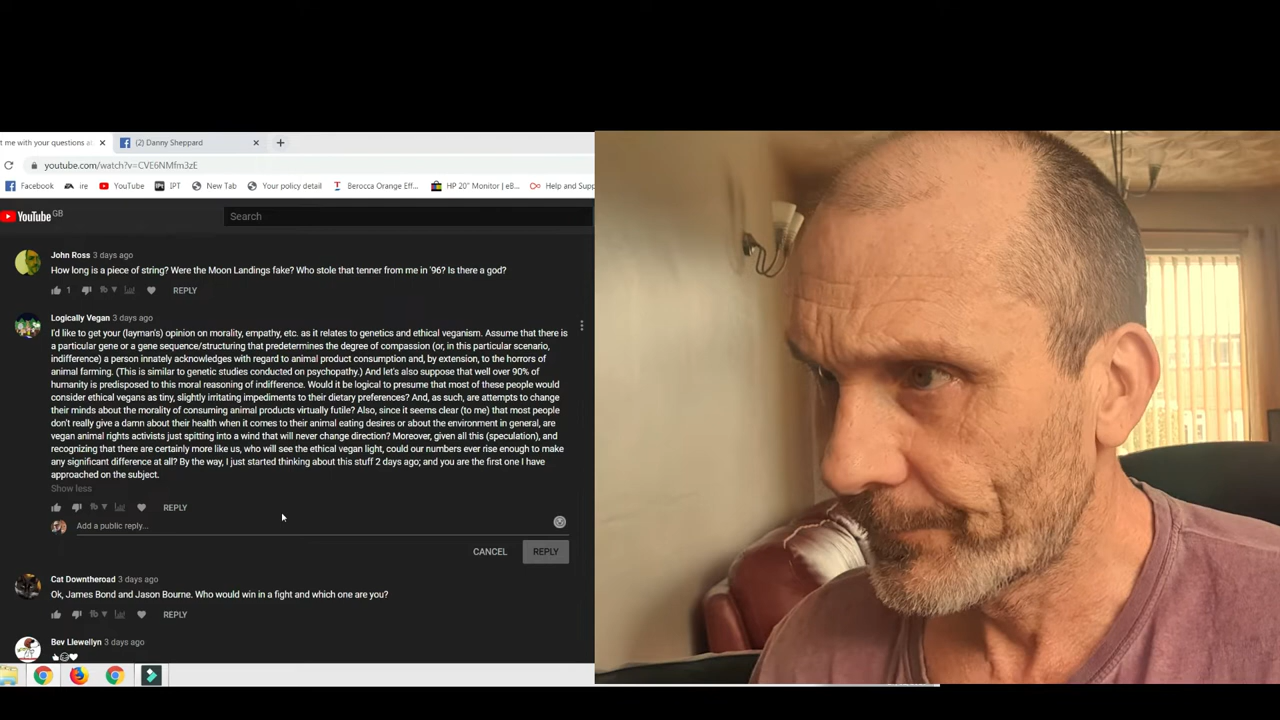 t me with your questions a
(2) Danny Sheppard
youtube.com/watch?v=CVE6NMfm3zE
Facebook ire YouTube IPT New Tab Your policy detail Berocca Orange Eff... HP 20" Monitor | eB... Help and Supp
YouTube GB
Search
John Ross 3 days ago
How long is a piece of string? Were the Moon Landings fake? Who stole that tenner from me in '96? Is there a god?
1 REPLY
Logically Vegan 3 days ago
I'd like to get your (layman's) opinion on morality, empathy, etc. as it relates to genetics and ethical veganism. Assume that there is
a particular gene or a gene sequence/structuring that predetermines the degree of compassion (or, in this particular scenario,
indifference) a person innately acknowledges with regard to animal product consumption and, by extension, to the horrors of
animal farming. (This is similar to genetic studies conducted on psychopathy.) And let's also suppose that well over 90% of
humanity is predisposed to this moral reasoning of indifference. Would it be logical to presume that most of these people would
consider ethical vegans as tiny, slightly irritating impediments to their dietary preferences? And, as such, are attempts to change
their minds about the morality of consuming animal products virtually futile? Also, since it seems clear (to me) that most people
don't really give a damn about their health when it comes to their animal eating desires or about the environment in general, are
vegan animal rights activists just spitting into a wind that will never change direction? Moreover, given all this (speculation), and
recognizing that there are certainly more like us, who will see the ethical vegan light, could our numbers ever rise enough to make
any significant difference at all? By the way, I just started thinking about this stuff 2 days ago; and you are the first one I have
approached on the subject.
Show less
REPLY
Add a public reply...
CANCEL REPLY
Cat Downtheroad 3 days ago
Ok, James Bond and Jason Bourne. Who would win in a fight and which one are you?
REPLY
Bev Llewellyn 3 days ago